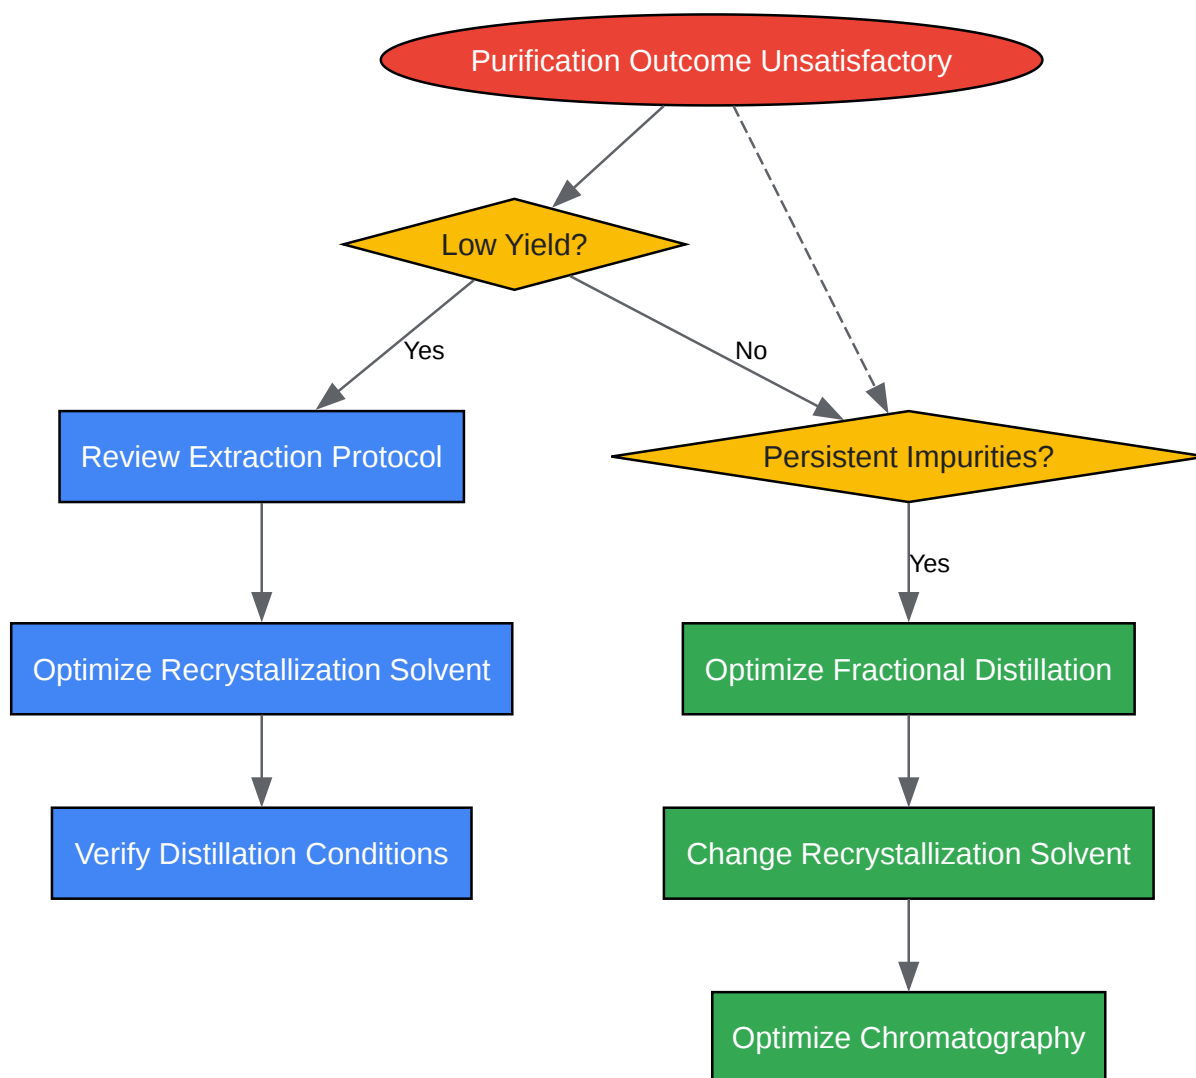 Purification Outcome Unsatisfactory
Low Yield?
Yes
No
Review Extraction Protocol
Persistent Impurities?
Yes
Optimize Recrystallization Solvent
Optimize Fractional Distillation
Verify Distillation Conditions
Change Recrystallization Solvent
Optimize Chromatography